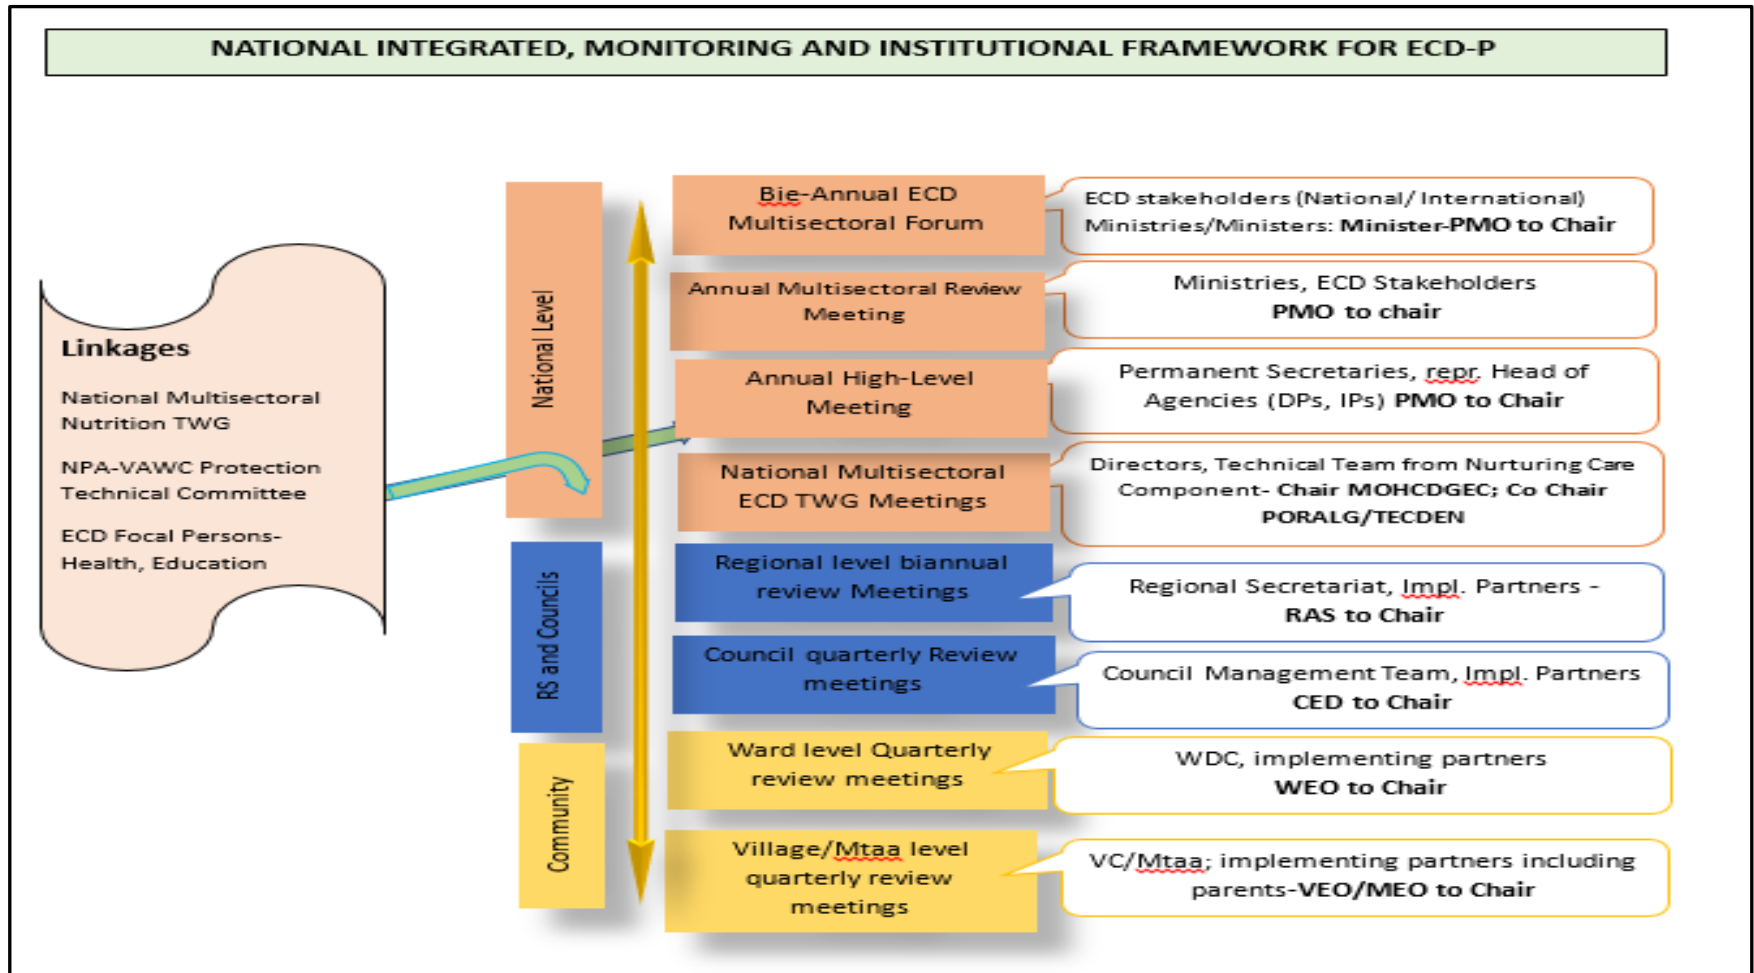 NATIONAL INTEGRATED, MONITORING AND INSTITUTIONAL FRAMEWORK FOR ECD-P
Linkages
National Multisectoral
Nutrition TWG
NPA-VAWC Protection
Technical Committee
ECD Focal Persons-
Health, Education
National Level
Bie-Annual ECD
Multisectoral Forum
ECD stakeholders (National/ International)
Ministries/Ministers: Minister-PMO to Chair
Annual Multisectoral Review
Meeting
Ministries, ECD Stakeholders
PMO to chair
Annual High-Level
Meeting
Permanent Secretaries, repr. Head of
Agencies (DPs, IPs) PMO to Chair
National Multisectoral
ECD TWG Meetings
Directors, Technical Team from Nurturing Care
Component- Chair MOHCDGEC; Co Chair
PORALG/TECDEN
RS and Councils
Regional level biannual
review Meetings
Regional Secretariat, Impl. Partners -
RAS to Chair
Council quarterly Review
meetings
Council Management Team, Impl. Partners
CED to Chair
Community
Ward level Quarterly
review meetings
WDC, implementing partners
WEO to Chair
Village/Mtaa level
quarterly review
meetings
VC/Mtaa; implementing partners including
parents-VEO/MEO to Chair